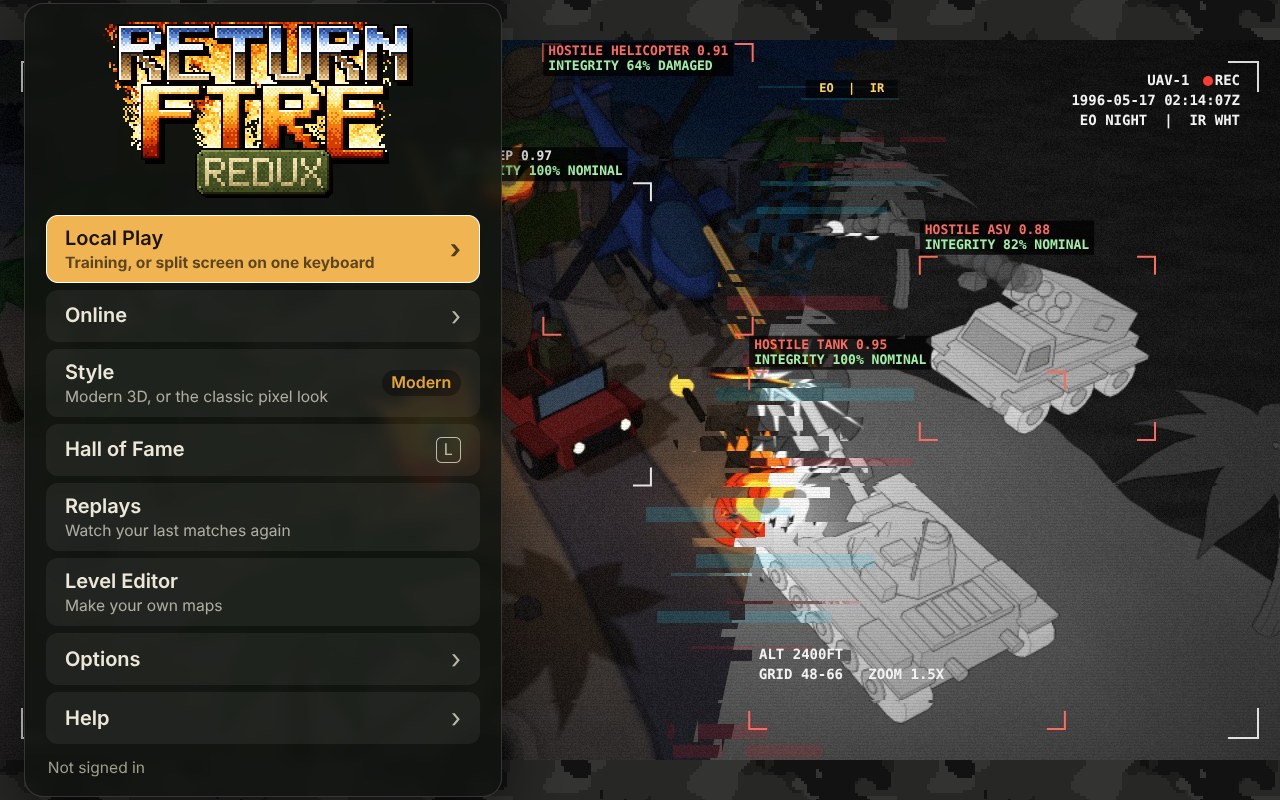 RETURN
FIRE
REDUX
Local Play
Training, or split screen on one keyboard
Online
Style
Modern 3D, or the classic pixel look
Modern
Hall of Fame
L
Replays
Watch your last matches again
Level Editor
Make your own maps
Options
Help
Not signed in
HOSTILE HELICOPTER 0.91
INTEGRITY 64% DAMAGED
EO | IR
UAV-1 REC
1996-05-17 02:14:07Z
EO NIGHT | IR WHT
EP 0.97
ITY 100% NOMINAL
HOSTILE ASV 0.88
INTEGRITY 82% NOMINAL
HOSTILE TANK 0.95
INTEGRITY 100% NOMINAL
ALT 2400FT
GRID 48-66 ZOOM 1.5X